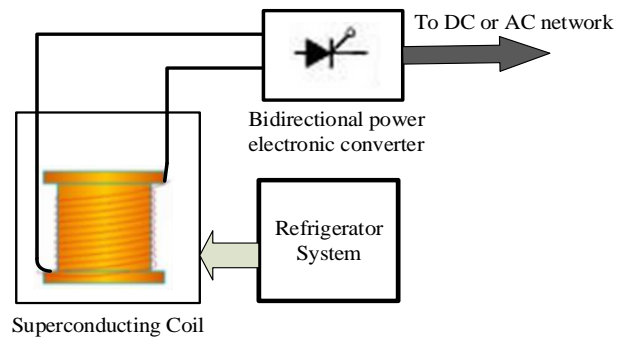 To DC or AC network
Bidirectional power
electronic converter
Refrigerator
System
Superconducting Coil